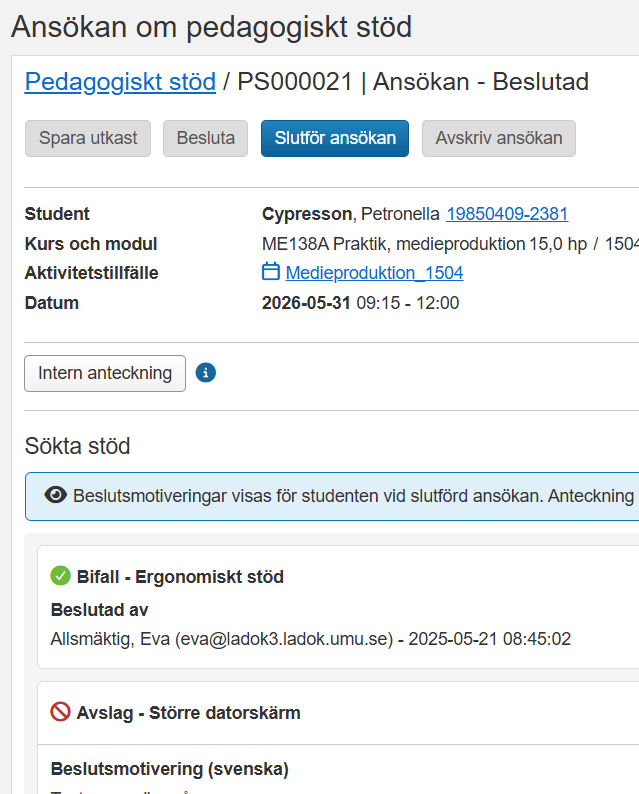 Ansökan om pedagogiskt stöd
Pedagogiskt stöd / PS000021 | Ansökan - Beslutad
Spara utkast Besluta Slutför ansökan Avskriv ansökan
Student Cypresson, Petronella 19850409-2381
Kurs och modul ME138A Praktik, medieproduktion 15,0 hp / 1504
Aktivitetstillfälle Medieproduktion_1504
Datum 2026-05-31 09:15 - 12:00
Intern anteckning
Sökta stöd
Beslutsmotiveringar visas för studenten vid slutförd ansökan. Anteckning
Bifall - Ergonomiskt stöd
Beslutad av
Allsmäktig, Eva (eva@ladok3.ladok.umu.se) - 2025-05-21 08:45:02
Avslag - Större datorskärm
Beslutsmotivering (svenska)